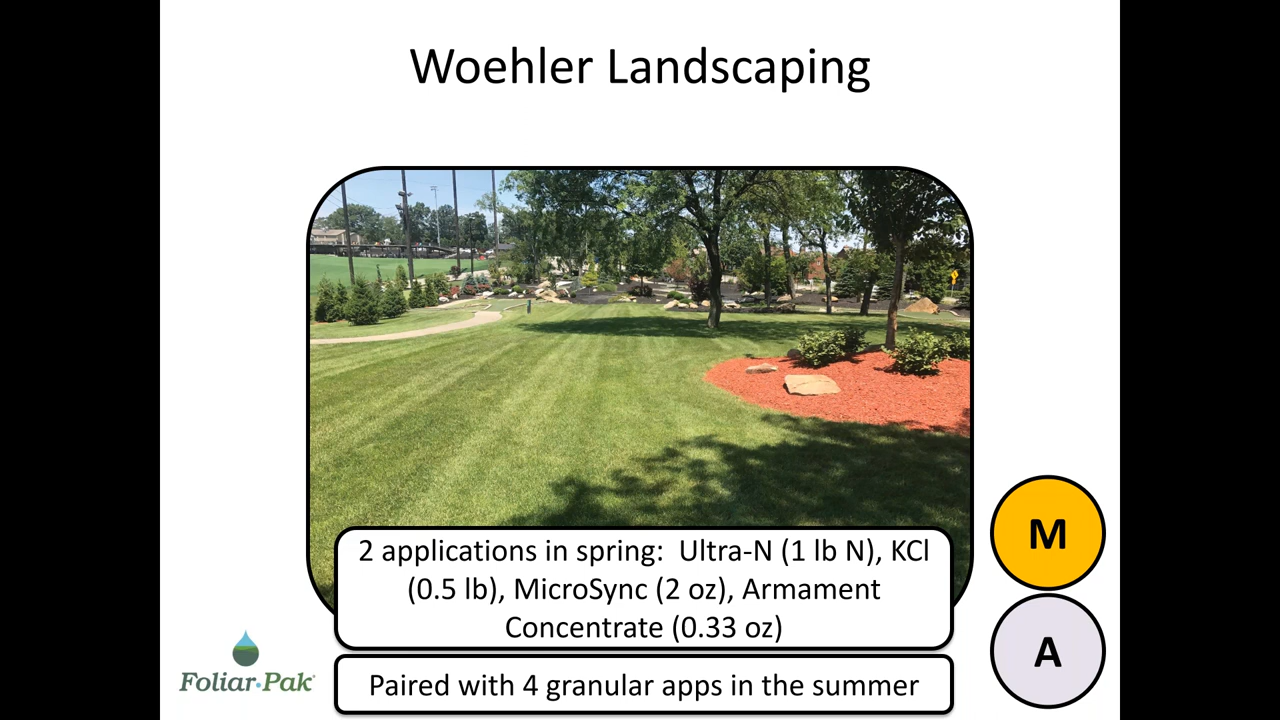 Woehler Landscaping
2 applications in spring:  Ultra-N (1 lb N), KCl
(0.5 lb), MicroSync (2 oz), Armament
Concentrate (0.33 oz)
Paired with 4 granular apps in the summer
M
A
Foliar·Pak